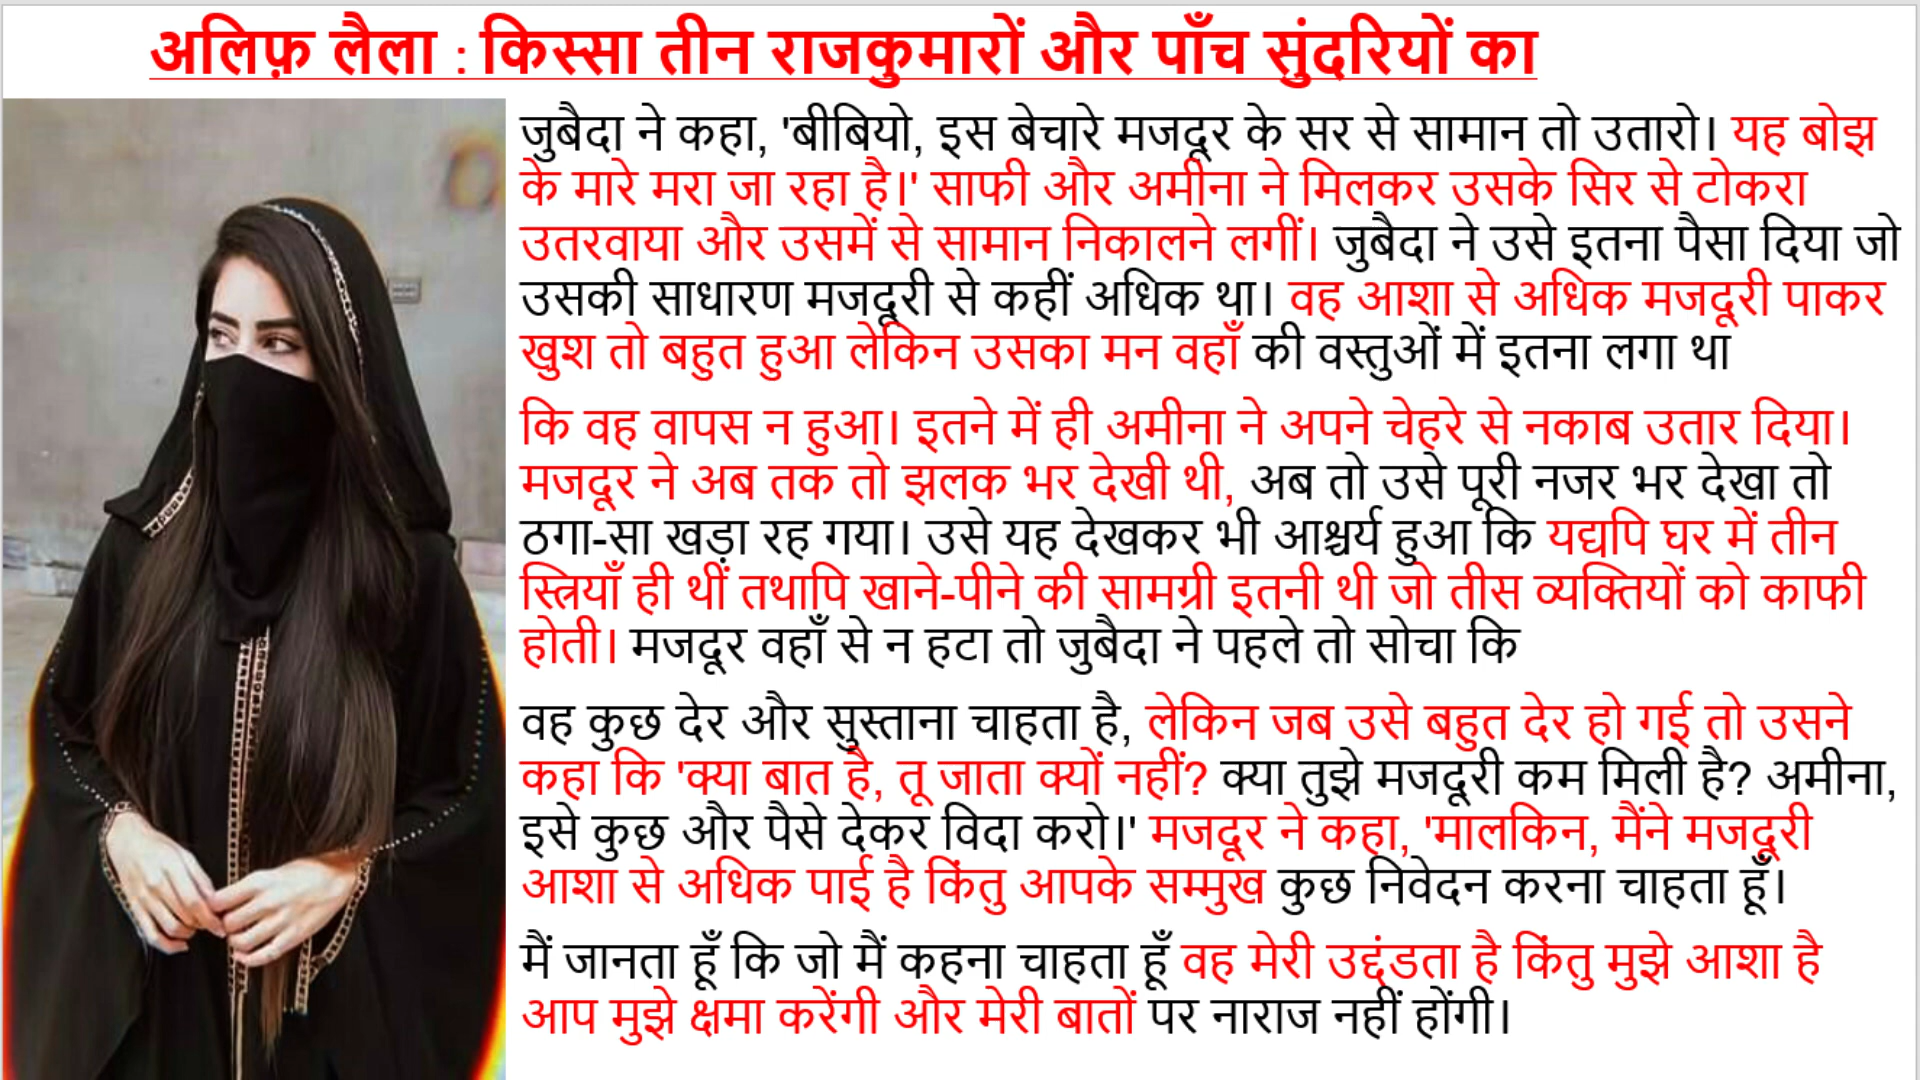 अलिफ़ लैला : किस्सा तीन राजकुमारों और पाँच सुंदरियों का
जुबैदा ने कहा, 'बीबियो, इस बेचारे मजदूर के सर से सामान तो उतारो। यह बोझ
के मारे मरा जा रहा है।' साफी और अमीना ने मिलकर उसके सिर से टोकरा
उतरवाया और उसमें से सामान निकालने लगीं। जुबैदा ने उसे इतना पैसा दिया जो
उसकी साधारण मजदूरी से कहीं अधिक था। वह आशा से अधिक मजदूरी पाकर
खुश तो बहुत हुआ लेकिन उसका मन वहाँ की वस्तुओं में इतना लगा था
कि वह वापस न हुआ। इतने में ही अमीना ने अपने चेहरे से नकाब उतार दिया।
मजदूर ने अब तक तो झलक भर देखी थी, अब तो उसे पूरी नजर भर देखा तो
ठगा-सा खड़ा रह गया। उसे यह देखकर भी आश्चर्य हुआ कि यद्यपि घर में तीन
स्त्रियाँ ही थीं तथापि खाने-पीने की सामग्री इतनी थी जो तीस व्यक्तियों को काफी
होती। मजदूर वहाँ से न हटा तो जुबैदा ने पहले तो सोचा कि
वह कुछ देर और सुस्ताना चाहता है, लेकिन जब उसे बहुत देर हो गई तो उसने
कहा कि 'क्या बात है, तू जाता क्यों नहीं? क्या तुझे मजदूरी कम मिली है? अमीना,
इसे कुछ और पैसे देकर विदा करो।' मजदूर ने कहा, 'मालकिन, मैंने मजदूरी
आशा से अधिक पाई है किंतु आपके सम्मुख कुछ निवेदन करना चाहता हूँ।
मैं जानता हूँ कि जो मैं कहना चाहता हूँ वह मेरी उद्दंडता है किंतु मुझे आशा है
आप मुझे क्षमा करेंगी और मेरी बातों पर नाराज नहीं होंगी।